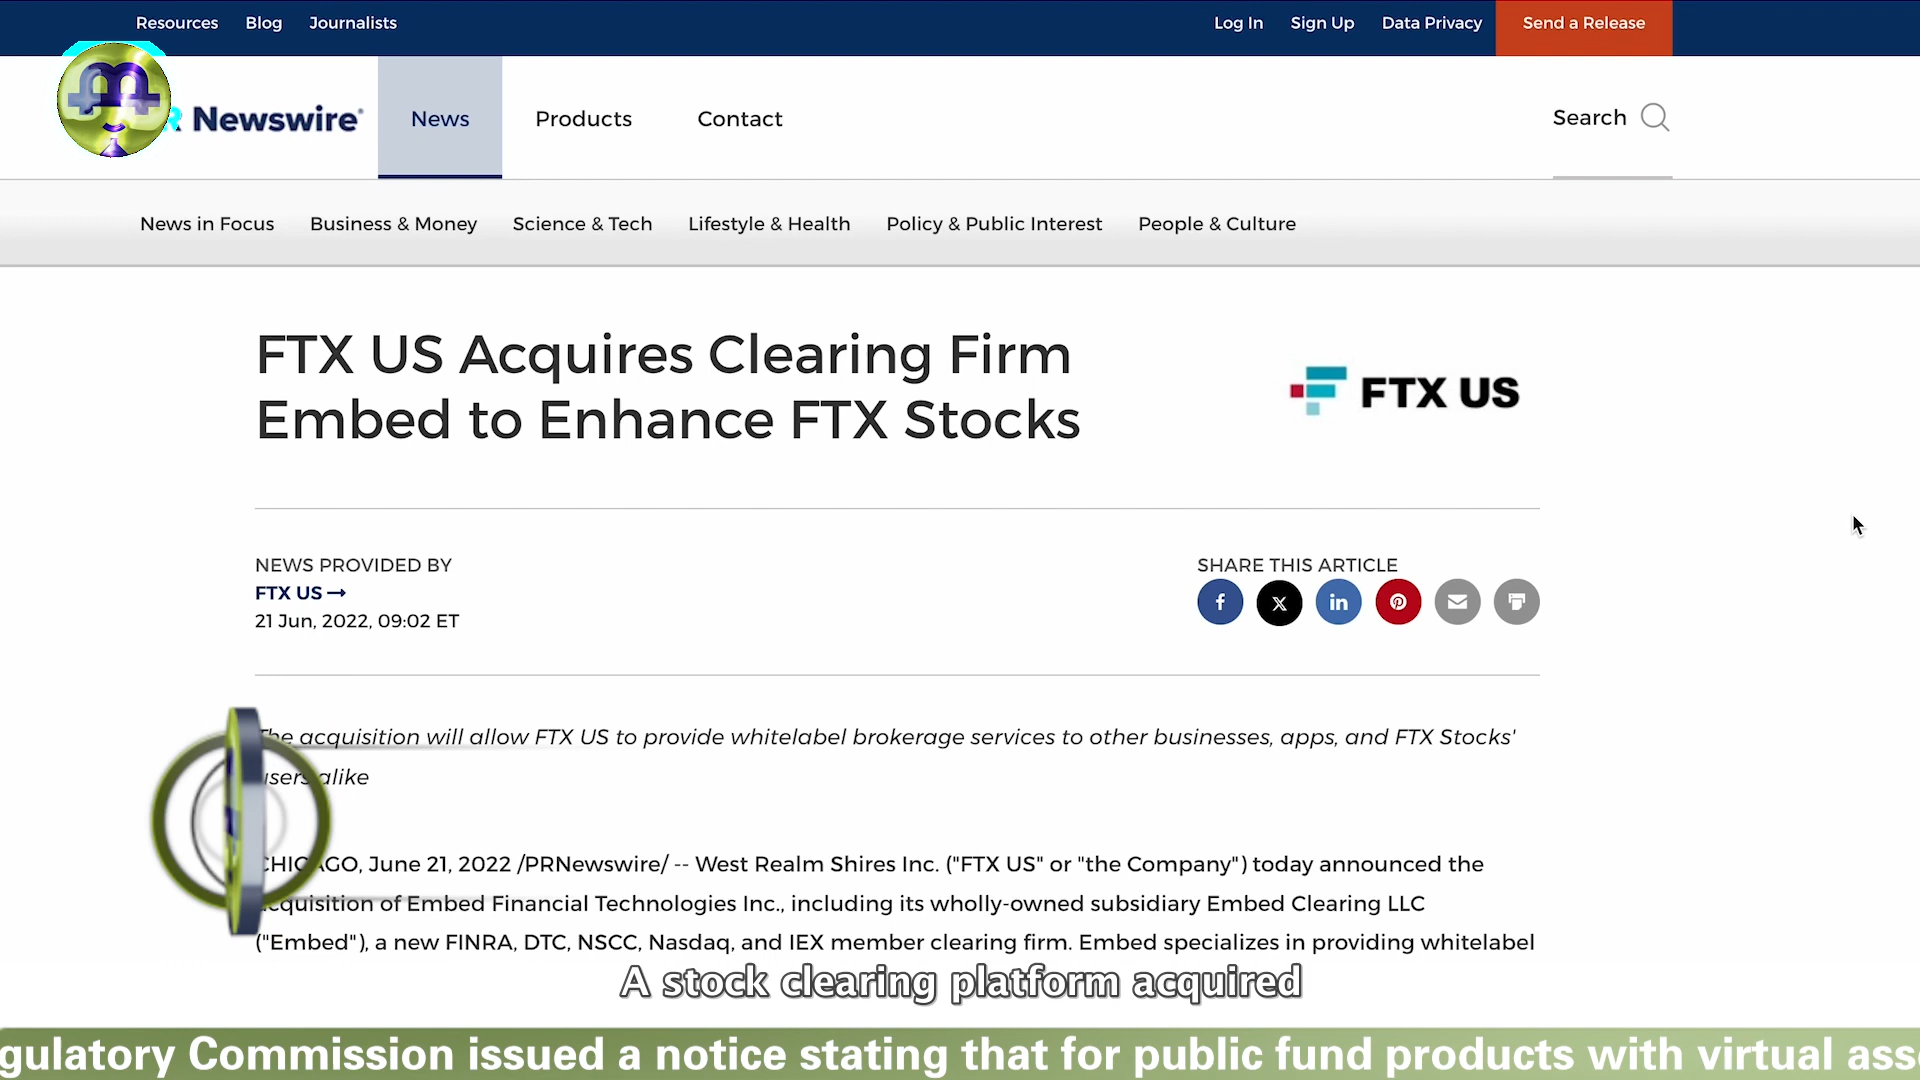 Resources Blog Journalists Log In Sign Up Data Privacy Send a Release
Newswire News Products Contact Search
News in Focus Business & Money Science & Tech Lifestyle & Health Policy & Public Interest People & Culture
FTX US Acquires Clearing Firm
Embed to Enhance FTX Stocks
FTX US
NEWS PROVIDED BY
FTX US →
21 Jun, 2022, 09:02 ET
SHARE THIS ARTICLE
The acquisition will allow FTX US to provide whitelabel brokerage services to other businesses, apps, and FTX Stocks'
users alike
CHICAGO, June 21, 2022 /PRNewswire/ -- West Realm Shires Inc. ("FTX US" or "the Company") today announced the
acquisition of Embed Financial Technologies Inc., including its wholly-owned subsidiary Embed Clearing LLC
("Embed"), a new FINRA, DTC, NSCC, Nasdaq, and IEX member clearing firm. Embed specializes in providing whitelabel
A stock clearing platform acquired
gulatory Commission issued a notice stating that for public fund products with virtual ass